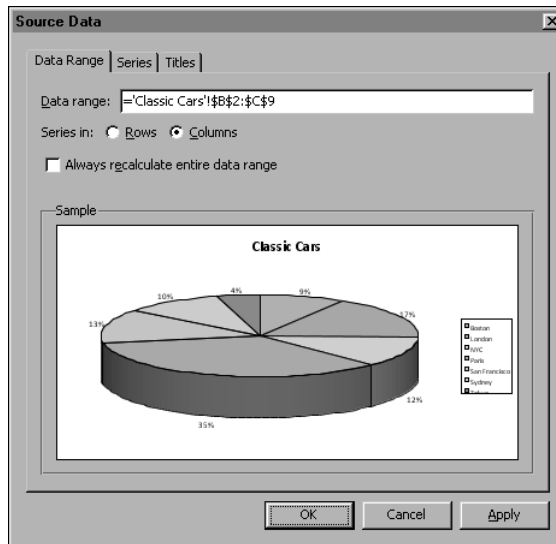 Source Data
Data Range Series Titles
Data range: ='Classic Cars'!$B$2:$C$9
Series in: Rows Columns
Always recalculate entire data range
Sample
Classic Cars
4% 9%
10% 17%
13%
35% 12%
Boston
London
NYC
Paris
San Francisco
Sydney
OK Cancel Apply